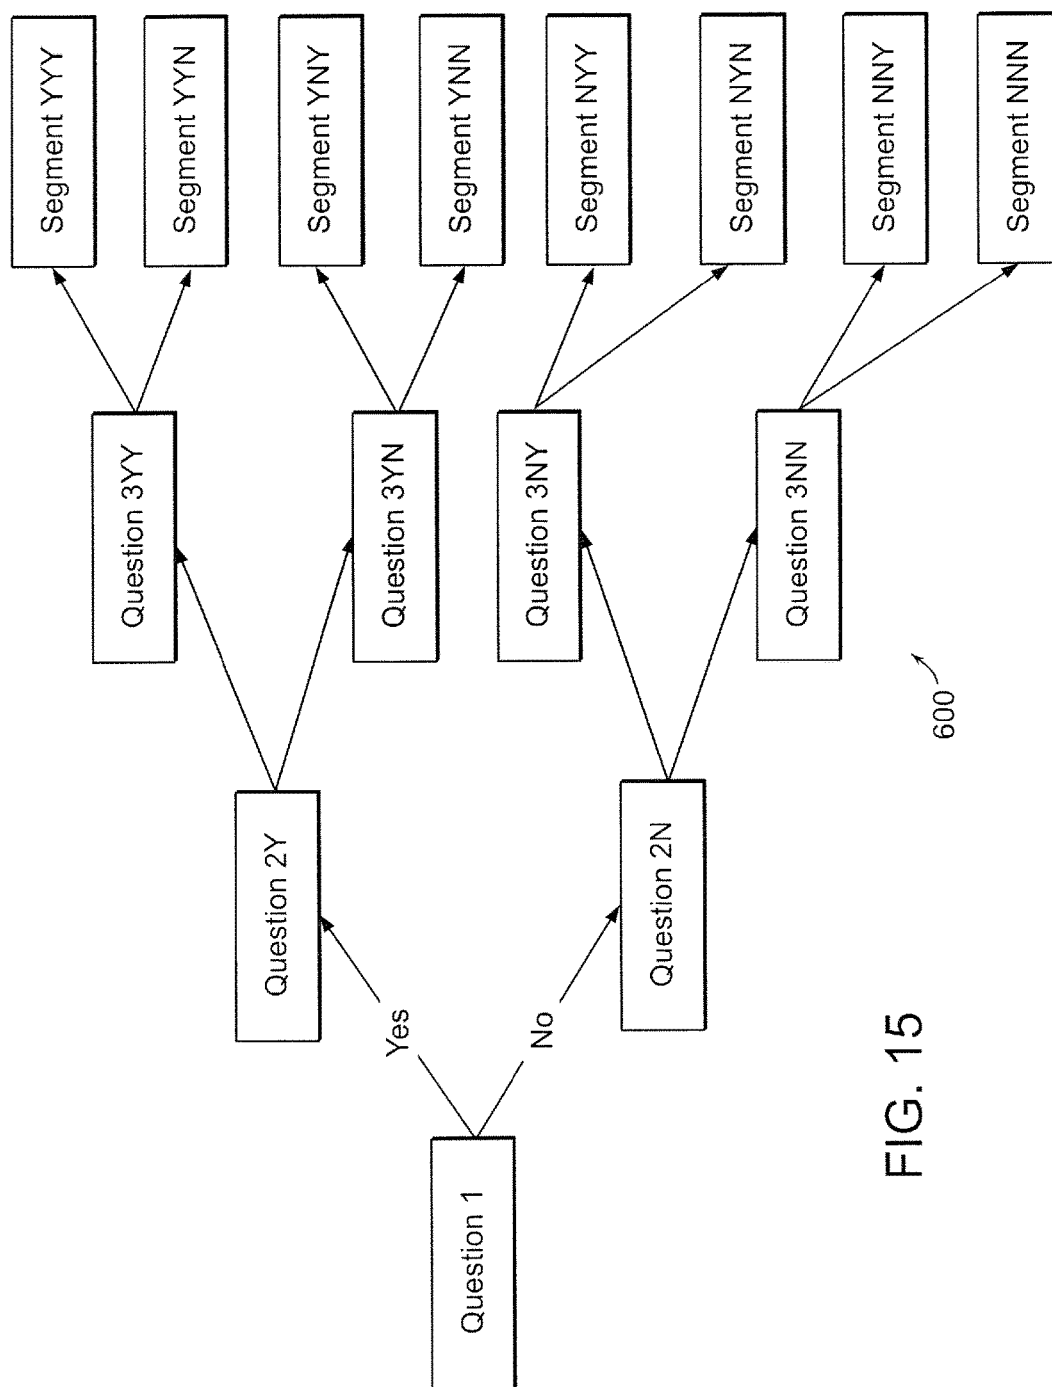 Question 1
Yes
No
Question 2Y
Question 2N
Question 3YY
Question 3YN
Question 3NY
Question 3NN
Segment YYY
Segment YYN
Segment YNY
Segment YNN
Segment NYY
Segment NYN
Segment NNY
Segment NNN
600
FIG. 15